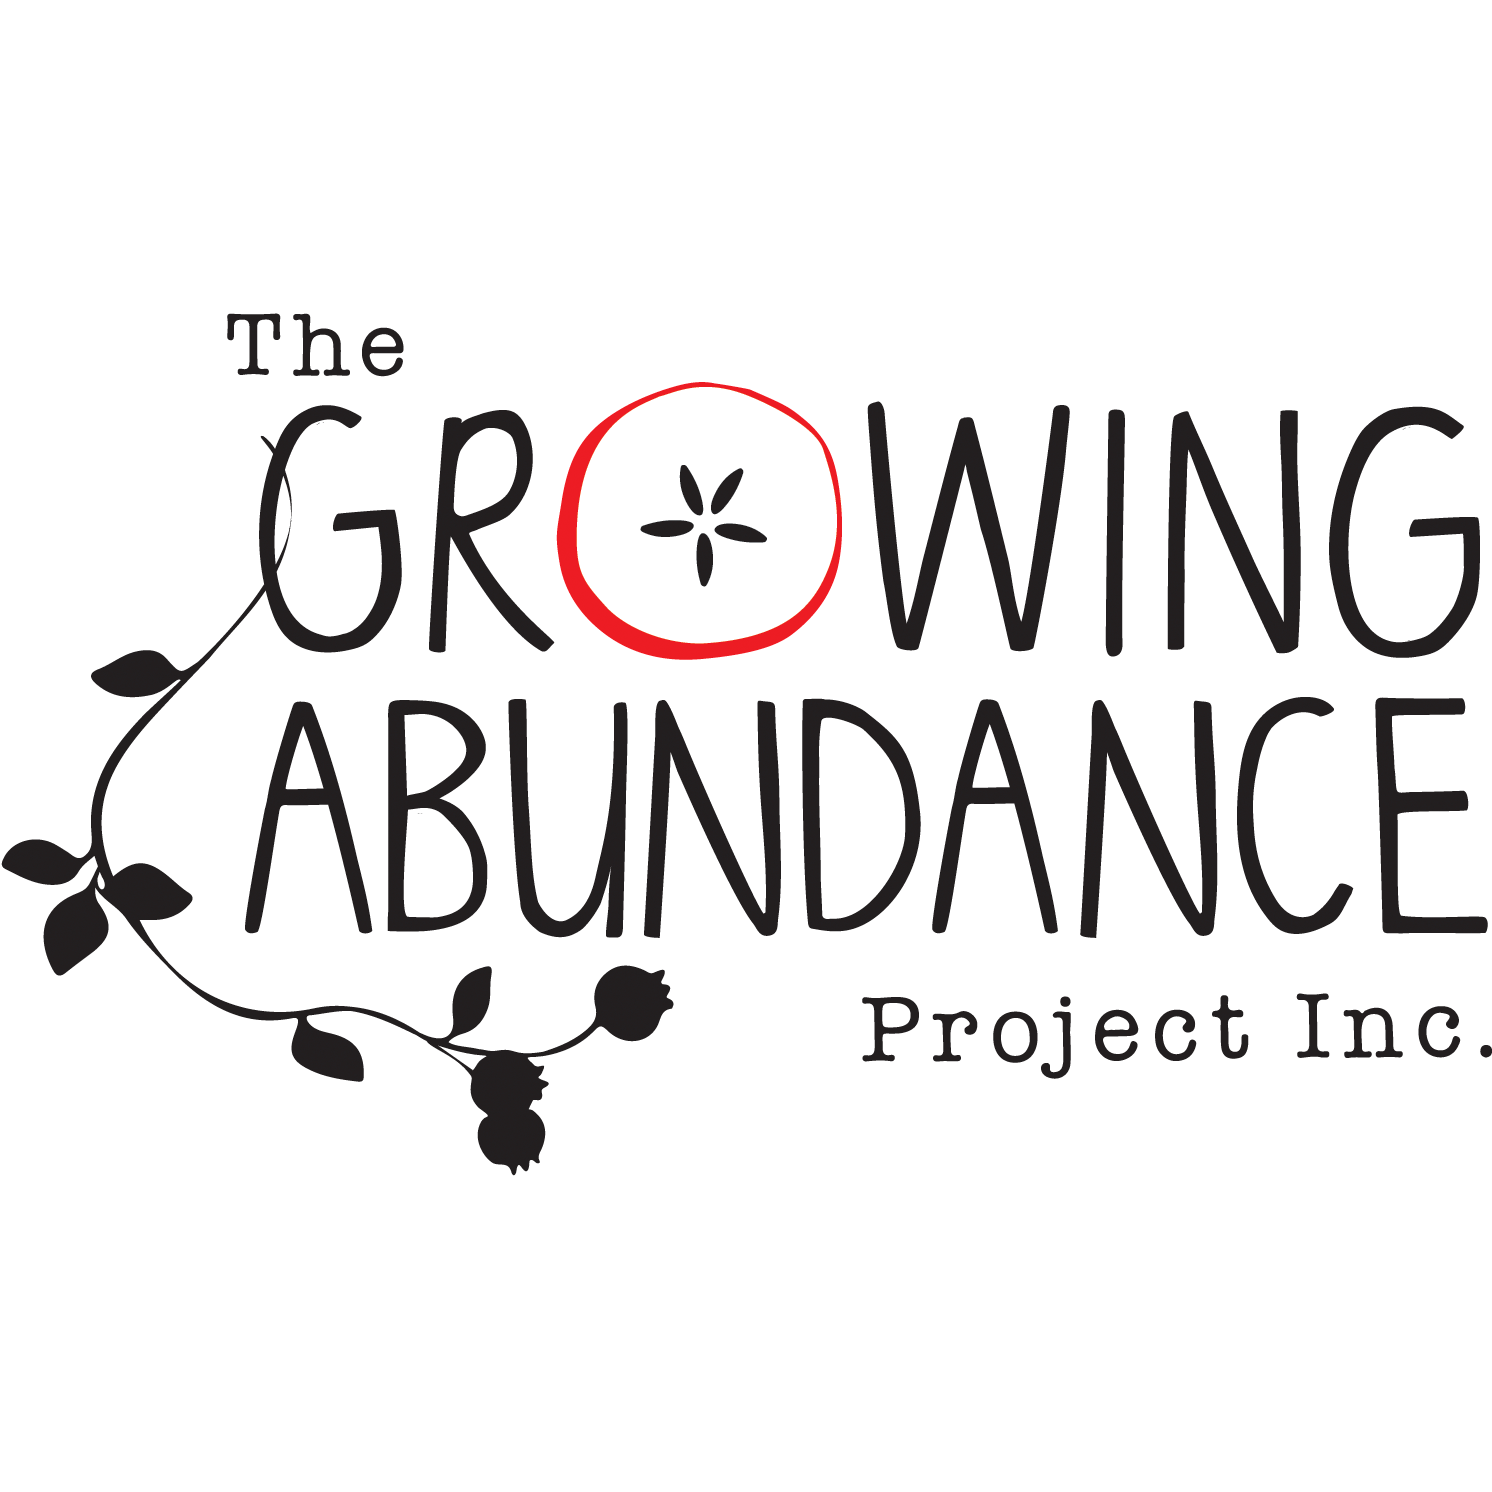 The
GROWING
ABUNDANCE
Project Inc.